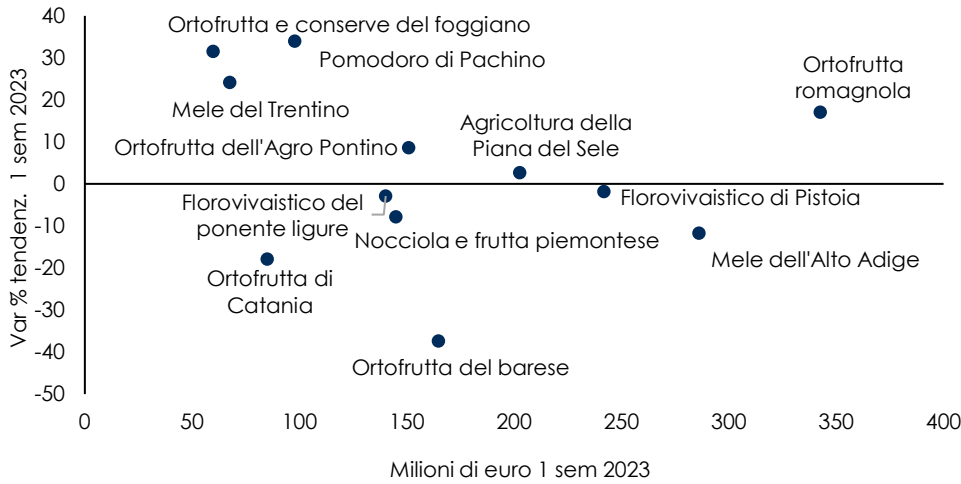 Var % tendenz. 1 sem 2023
40
30
20
10
0
-10
-20
-30
-40
-50
Ortofrutta e conserve del foggiano
Pomodoro di Pachino
Mele del Trentino
Ortofrutta
romagnola
Ortofrutta dell'Agro Pontino
Agricoltura della
Piana del Sele
Florovivaistico del
ponente ligure
Florovivaistico di Pistoia
Nocciola e frutta piemontese
Mele dell'Alto Adige
Ortofrutta di
Catania
Ortofrutta del barese
0
50
100
150
200
250
300
350
400
Milioni di euro 1 sem 2023